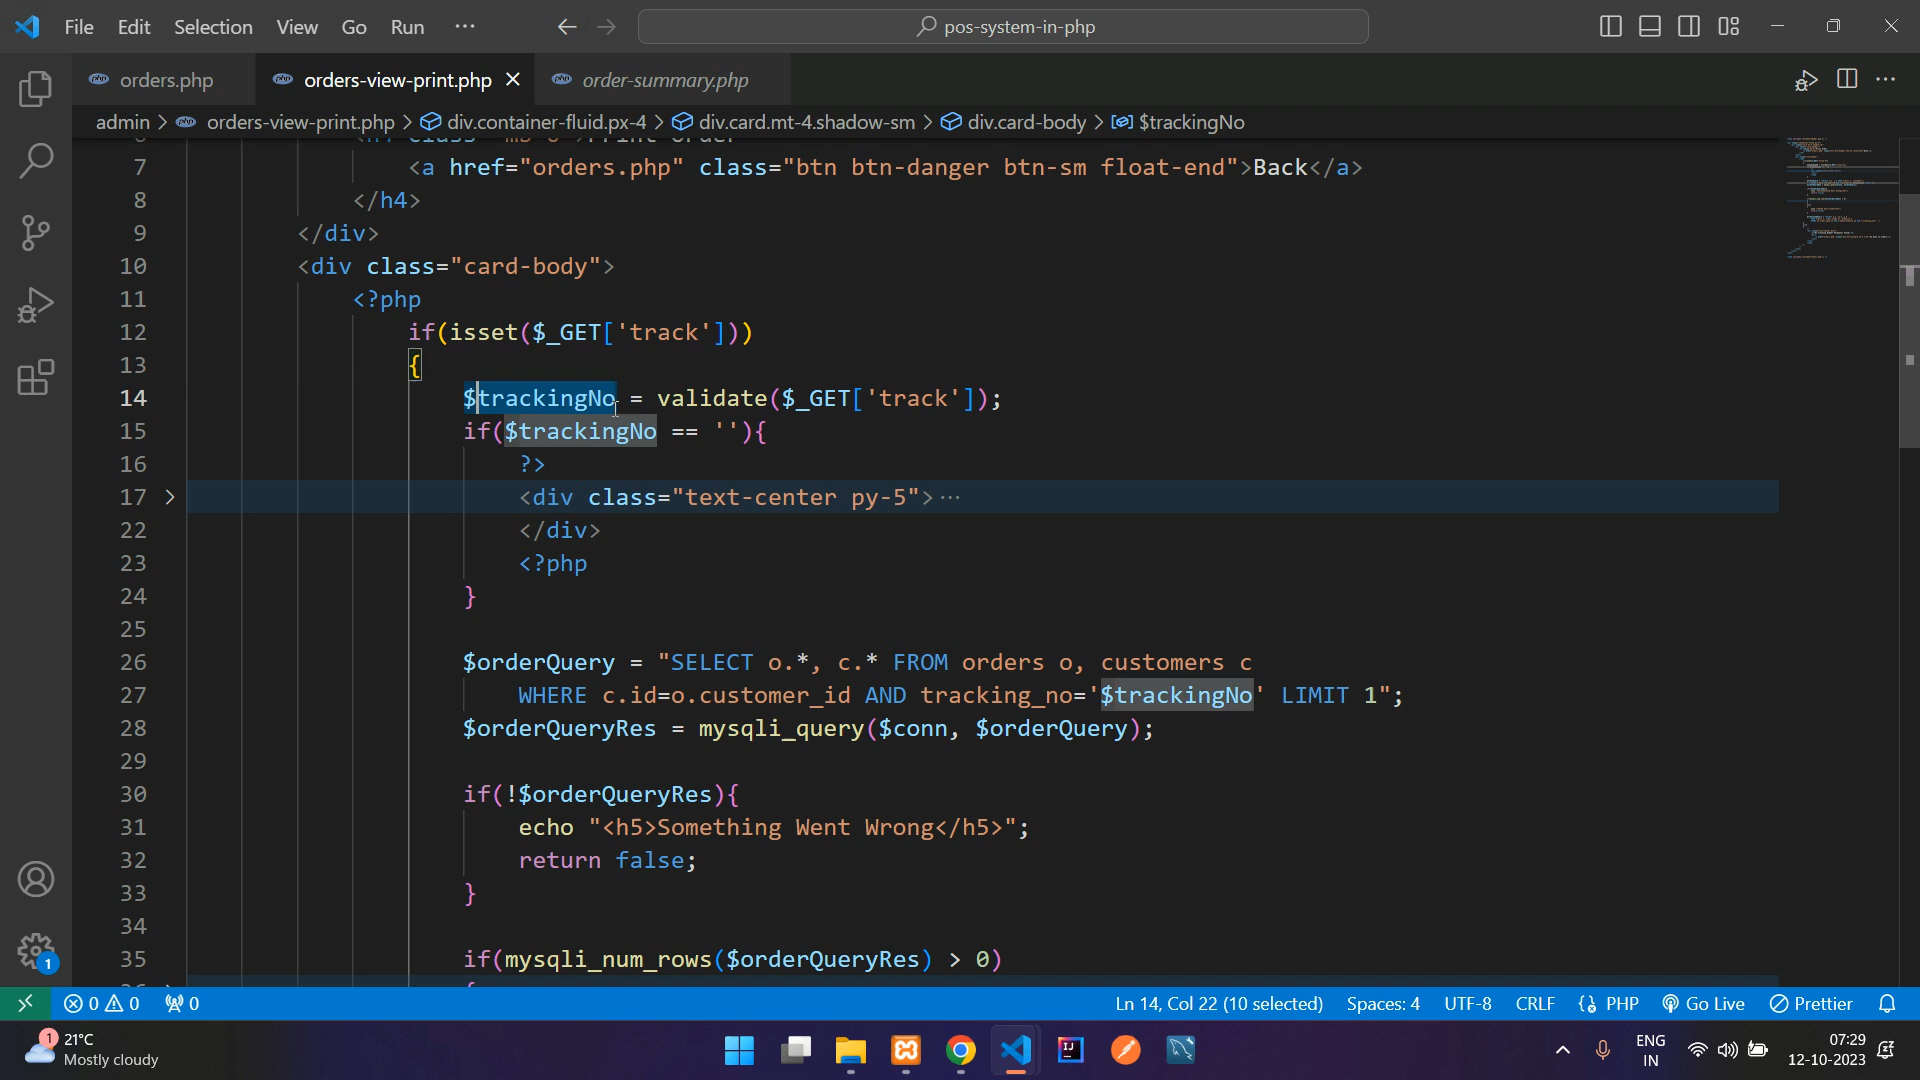 File Edit Selection View Go Run ···
pos-system-in-php
orders.php
orders-view-print.php
order-summary.php
admin > orders-view-print.php > div.container-fluid.px-4 > div.card.mt-4.shadow-sm > div.card-body > $trackingNo
7 <a href="orders.php" class="btn btn-danger btn-sm float-end">Back</a>
8 </h4>
9 </div>
10 <div class="card-body">
11 <?php
12 if(isset($_GET['track']))
13 {
14 $trackingNo = validate($_GET['track']);
15 if($trackingNo == ''){
16 ?>
17 <div class="text-center py-5">···
22 </div>
23 <?php
24 }
25
26 $orderQuery = "SELECT o.*, c.* FROM orders o, customers c
27 WHERE c.id=o.customer_id AND tracking_no='$trackingNo' LIMIT 1";
28 $orderQueryRes = mysqli_query($conn, $orderQuery);
29
30 if(!$orderQueryRes){
31 echo "<h5>Something Went Wrong</h5>";
32 return false;
33 }
34
35 if(mysqli_num_rows($orderQueryRes) > 0)
1
0 0 0 Ln 14, Col 22 (10 selected) Spaces: 4 UTF-8 CRLF PHP Go Live Prettier
1 21°C
Mostly cloudy
ENG
IN
07:29
12-10-2023